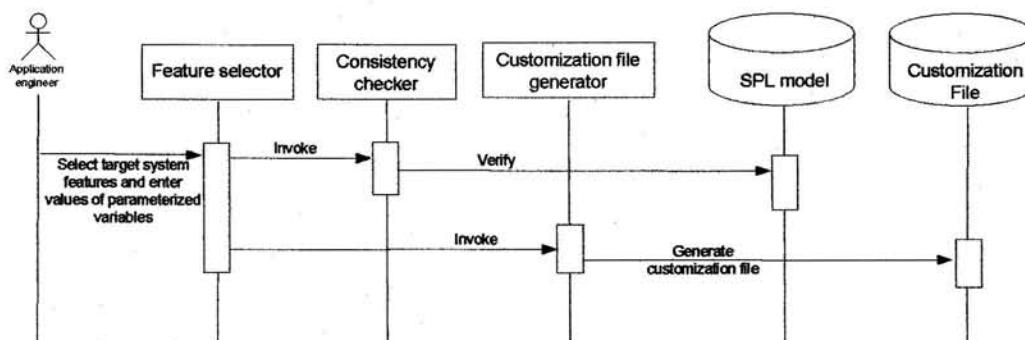 Application
engineer
Feature selector
Consistency
checker
Customization file
generator
SPL model
Customization
File
Select target system
features and enter
values of parameterized
variables
Invoke
Verify
Invoke
Generate
customization file